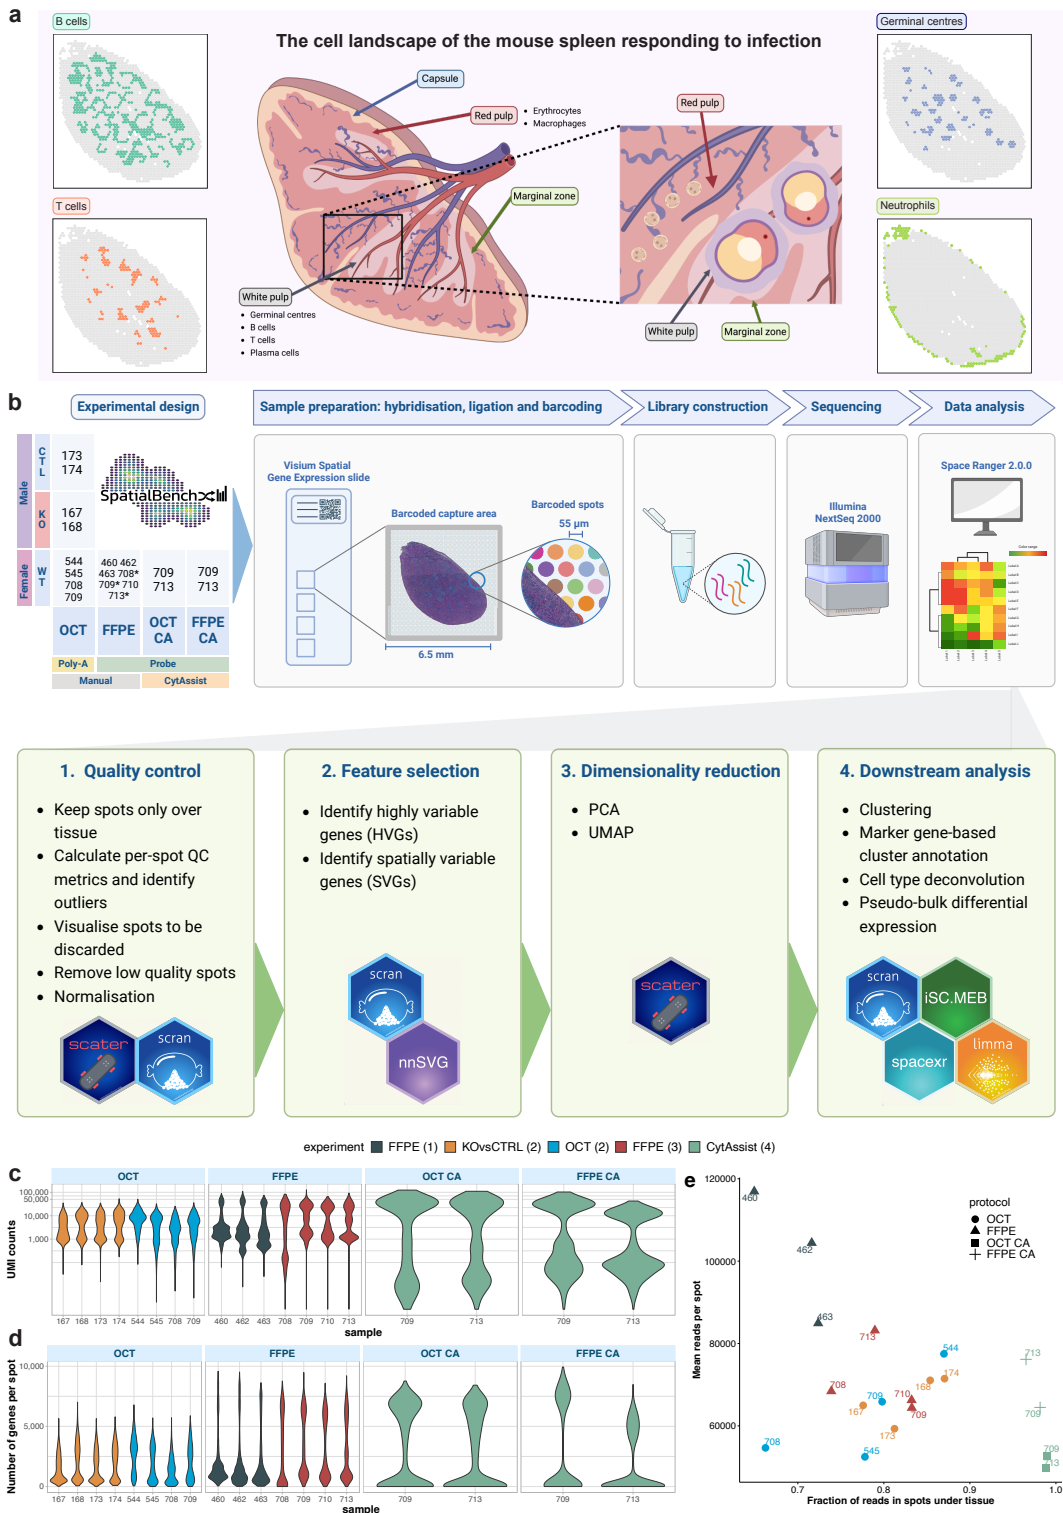 a
B cells
The cell landscape of the mouse spleen responding to infection
Germinal centres
Capsule
Red pulp
• Erythrocytes
• Macrophages
Red pulp
T cells
Marginal zone
Neutrophils
White pulp
• Germinal centres
• B cells
• T cells
• Plasma cells
White pulp
Marginal zone
b
Experimental design
Sample preparation: hybridisation, ligation and barcoding
Library construction
Sequencing
Data analysis
Male
CTL
173
174
KO
167
168
SpatialBench
Female
WT
544
545
708
709
460 462
463 708*
709* 710
713*
709
713
709
713
OCT
FFPE
OCT CA
FFPE CA
Poly-A
Probe
Manual
CytAssist
Visium Spatial
Gene Expression slide
Barcoded capture area
Barcoded spots
55 µm
6.5 mm
Illumina
NextSeq 2000
Space Ranger 2.0.0
Color range
1. Quality control
• Keep spots only over
tissue
• Calculate per-spot QC
metrics and identify
outliers
• Visualise spots to be
discarded
• Remove low quality spots
• Normalisation
scater
scran
2. Feature selection
• Identify highly variable
genes (HVGs)
• Identify spatially variable
genes (SVGs)
scran
nnSVG
3. Dimensionality reduction
• PCA
• UMAP
scater
4. Downstream analysis
• Clustering
• Marker gene-based
cluster annotation
• Cell type deconvolution
• Pseudo-bulk differential
expression
scran
iSC.MEB
spacexr
limma
experiment FFPE (1) KOvsCTRL (2) OCT (2) FFPE (3) CytAssist (4)
c
OCT
FFPE
OCT CA
FFPE CA
UMI counts
100,000
50,000
10,000
1,000
167 168 173 174 544 545 708 709
460 462 463 708 709 710 713
709 713
709 713
sample
d
OCT
FFPE
OCT CA
FFPE CA
Number of genes per spot
10,000
5,000
0
167 168 173 174 544 545 708 709
460 462 463 708 709 710 713
709 713
709 713
sample
e
Mean reads per spot
120000
100000
80000
60000
protocol
OCT
FFPE
OCT CA
FFPE CA
460
462
463
713
544
713
708
709
168
174
710
167
709
709
173
708
545
709
713
0.7 0.8 0.9 1.0
Fraction of reads in spots under tissue